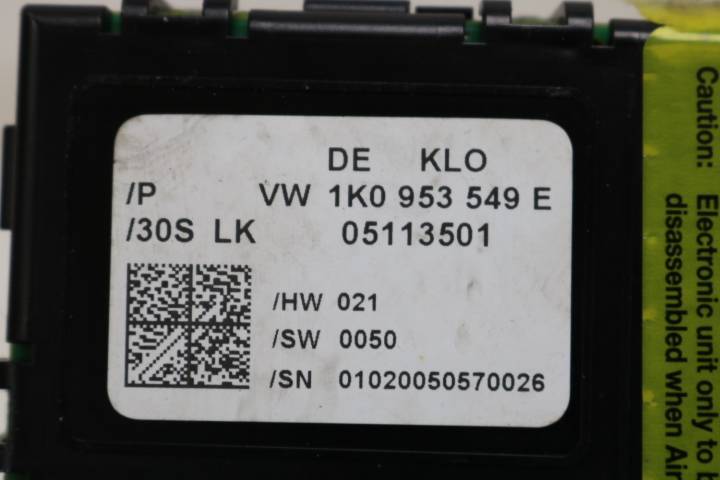 DE KLO
/P VW 1K0 953 549 E
/30S LK 05113501
/HW 021
/SW 0050
/SN 01020050570026
Caution: Electronic unit only to b
disassembled when Air